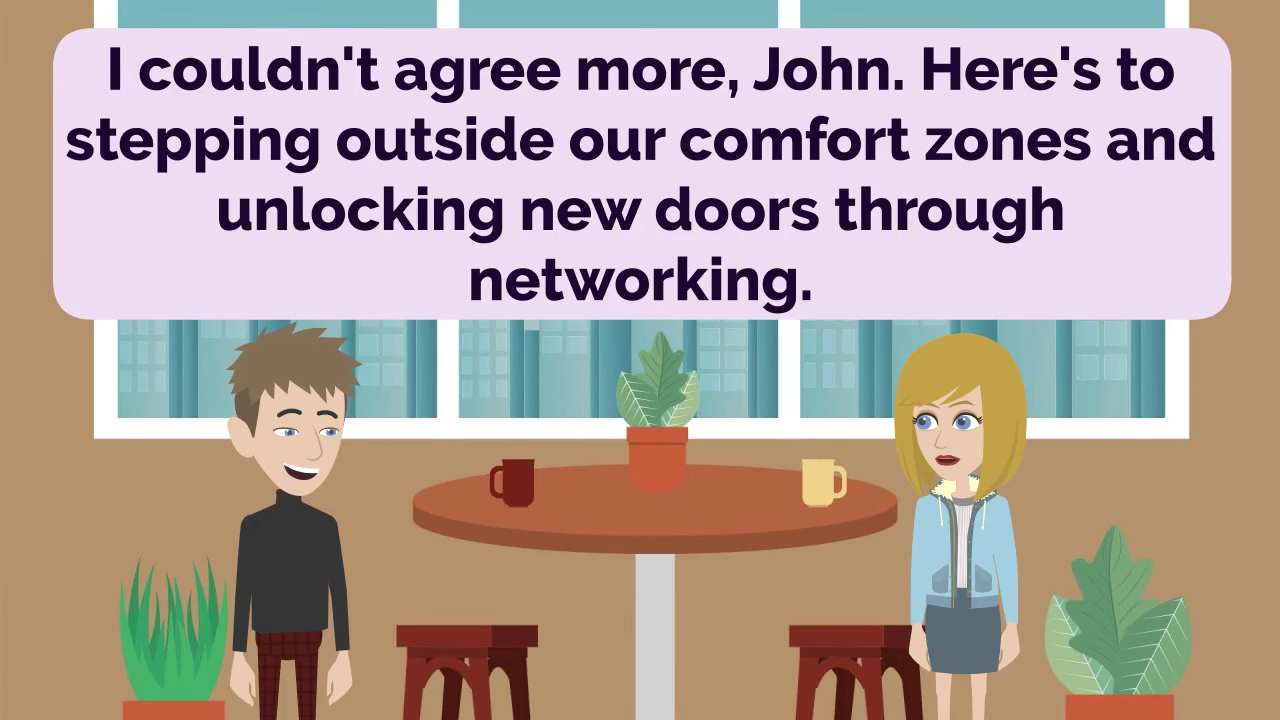 I couldn't agree more, John. Here's to
stepping outside our comfort zones and
unlocking new doors through
networking.